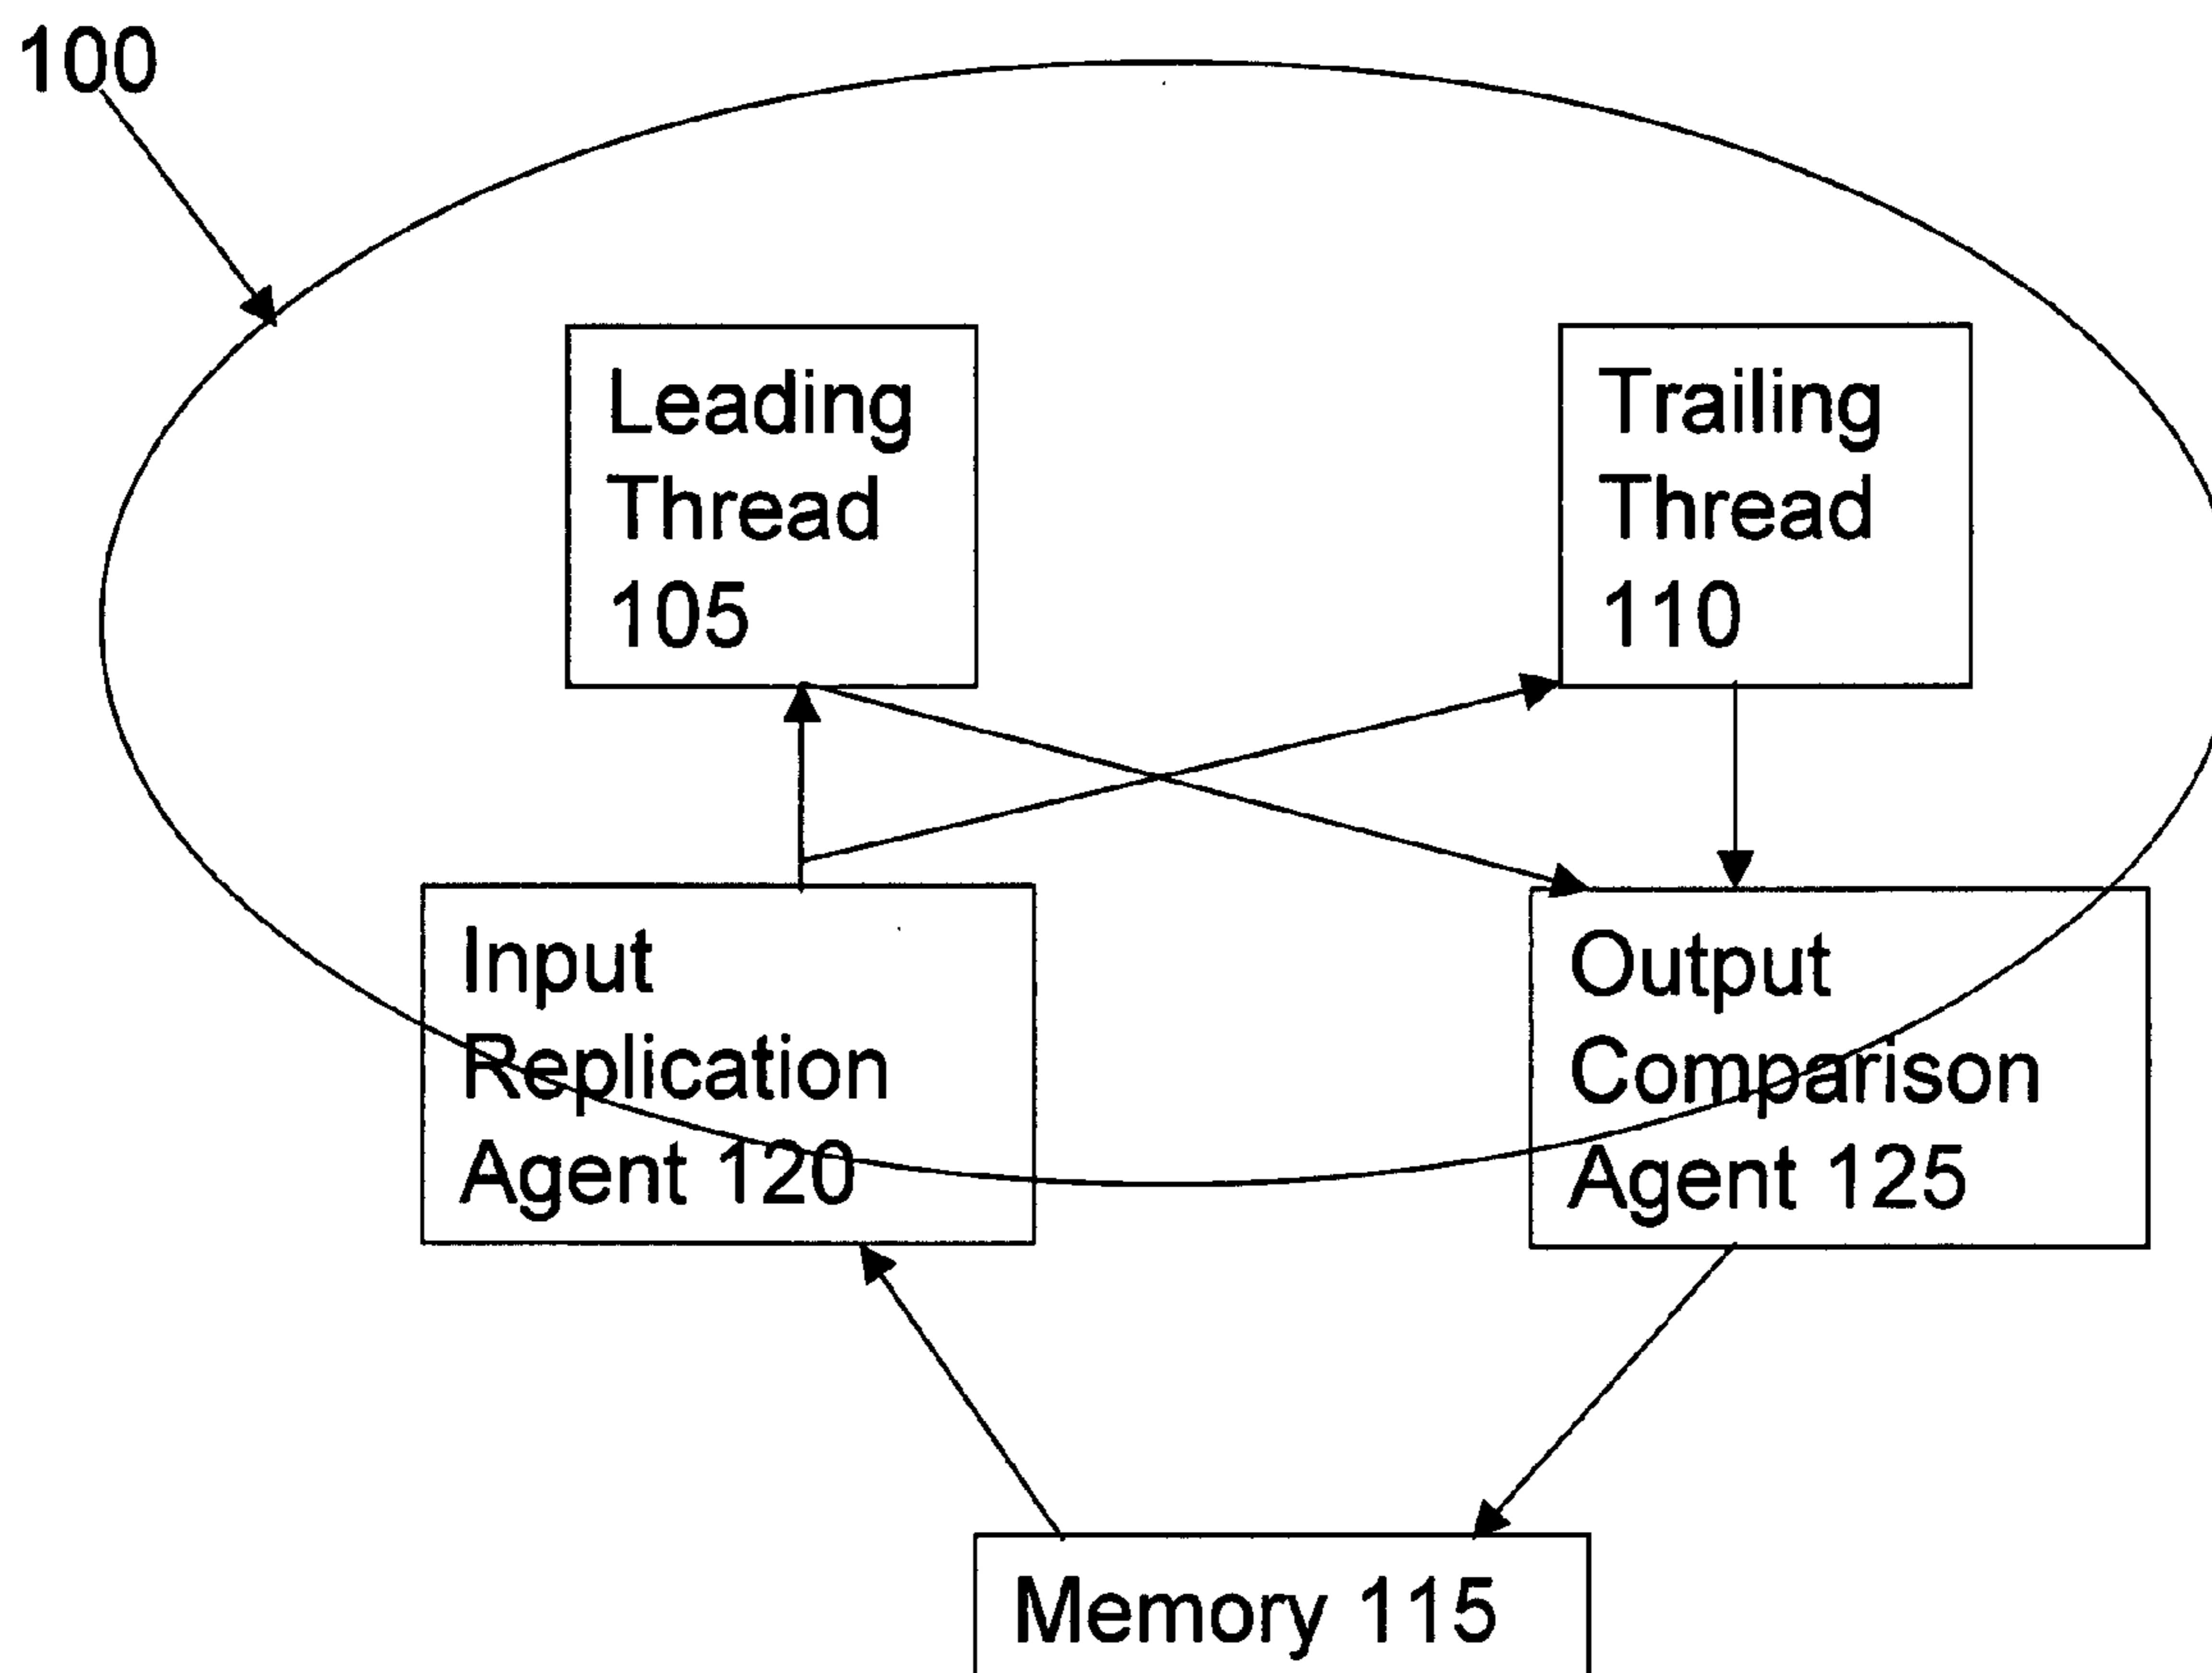 100
Leading
Thread
105
Trailing
Thread
110
Input
Replication
Agent 120
Output
Comparison
Agent 125
Memory 115